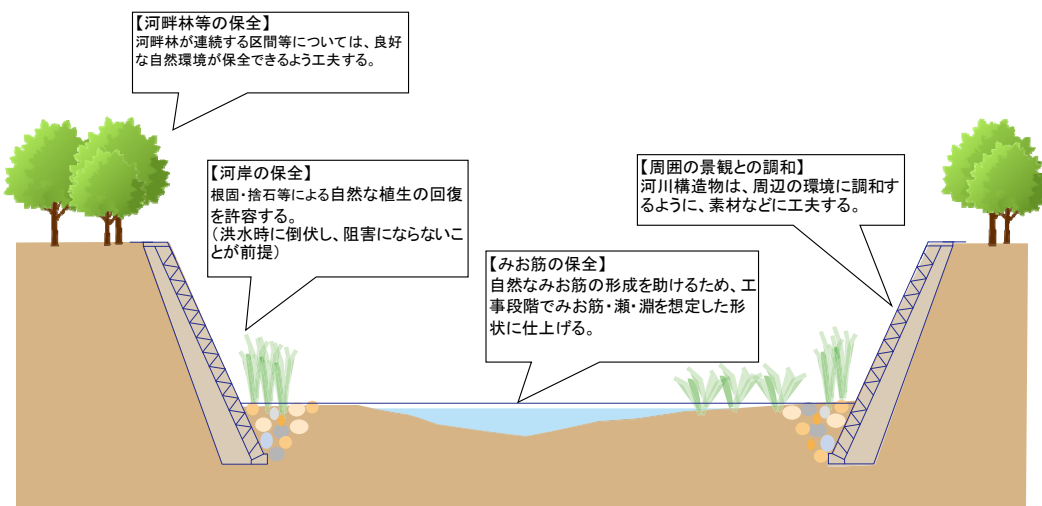 【河畔林等の保全】
河畔林が連続する区間等については、良好
な自然環境が保全できるよう工夫する。
【河岸の保全】
根固・捨石等による自然な植生の回復
を許容する。
（洪水時に倒伏し、阻害にならないこ
とが前提）
【周囲の景観との調和】
河川構造物は、周辺の環境に調和す
るように、素材などに工夫する。
【みお筋の保全】
自然なみお筋の形成を助けるため、工
事段階でみお筋・瀬・淵を想定した形
状に仕上げる。